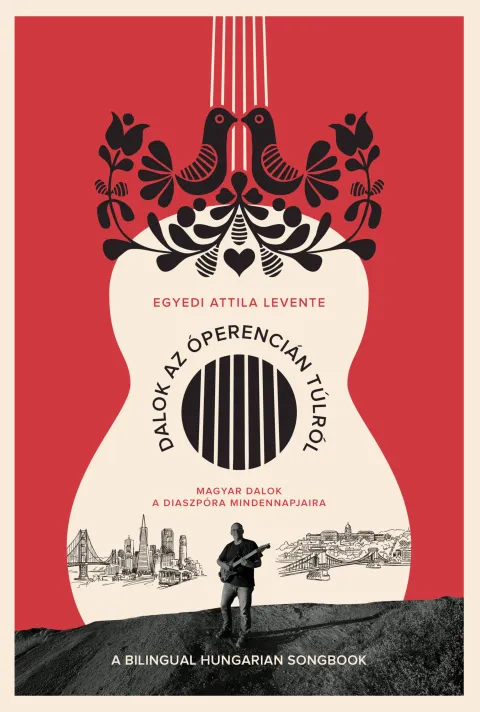 EGYEDI ATTILA LEVENTE
DALOK AZ ÓPERENCIÁN TÚLRÓL
MAGYAR DALOK
A DIASZPÓRA MINDENNAPJAIRA
A BILINGUAL HUNGARIAN SONGBOOK